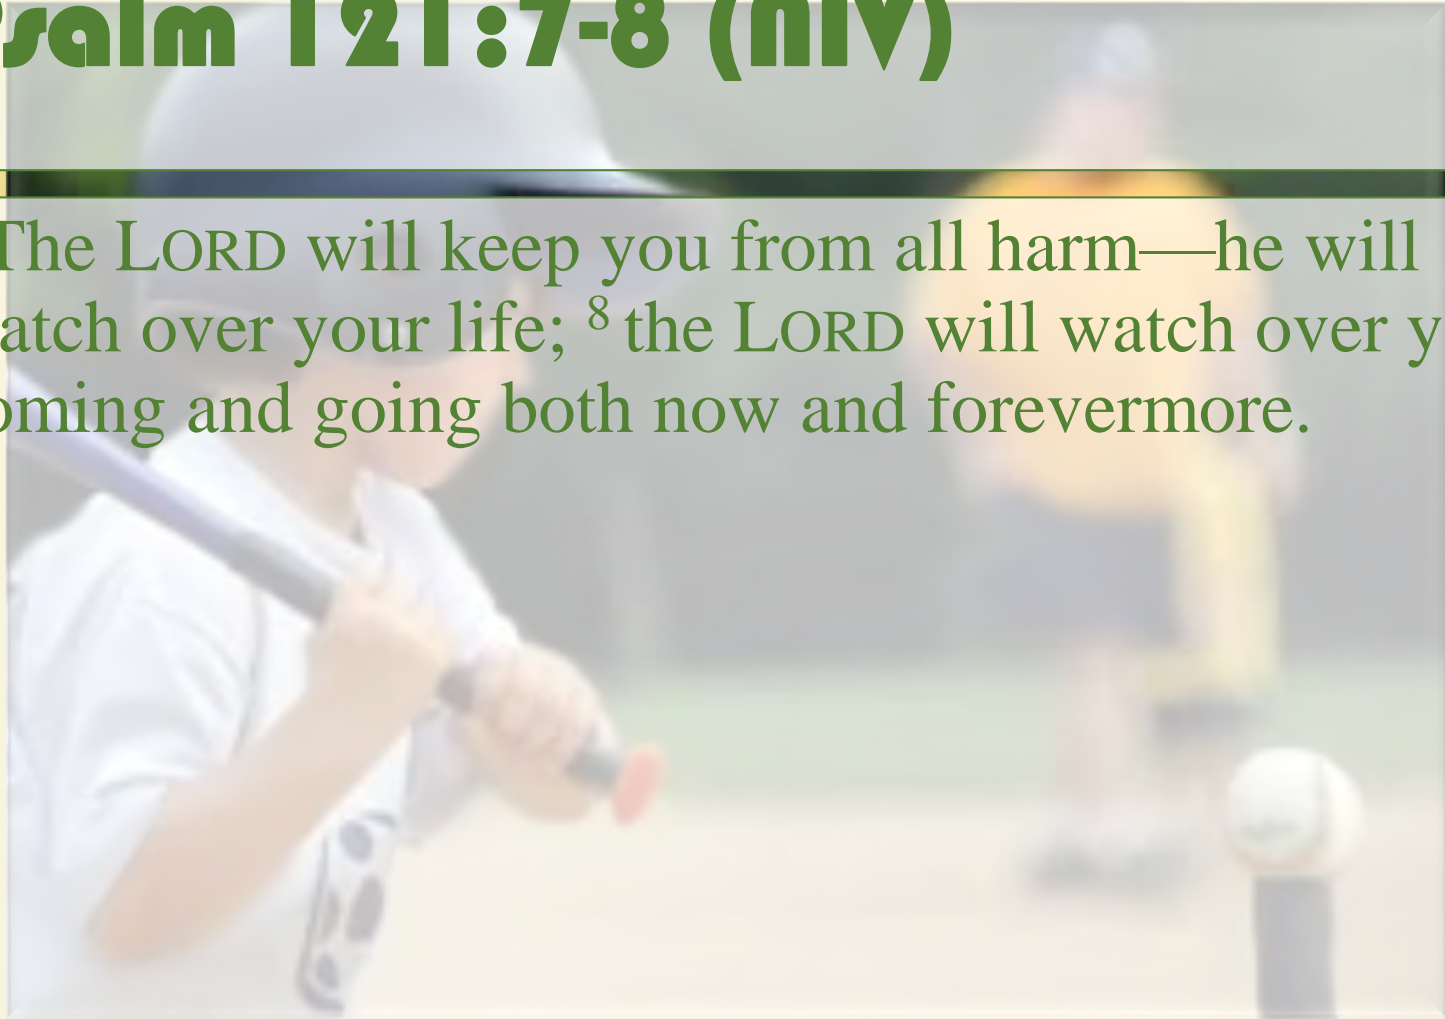 salm 121:7-8 (NIV)
The LORD will keep you from all harm—he will
atch over your life; ⁸ the LORD will watch over y
oming and going both now and forevermore.